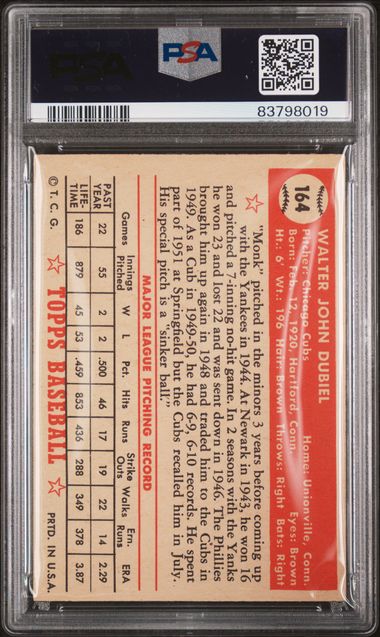 PSA
PSA
83798019
164
WALTER JOHN DUBIEL
Pitcher: Chicago Cubs Home: Unionville, Conn.
Born: Feb. 12, 1920, Hartford, Conn. Eyes: Brown
Ht.: 6' Wt.: 196 Hair: Brown Throws: Right Bats: Right
"Monk" pitched in the minors 3 years before coming up
with the Yankees in 1944. At Newark in 1943, he won 16
and pitched a 7-inning no-hit game. In 2 seasons with the Yanks
he won 23 and lost 22 and was sent down in 1946. The Phillies
brought him up again in 1948 and traded him to the Cubs in
1949. As a Cub in 1949-50, he had 6-9, 6-10 records. He spent
part of 1951 at Springfield but the Cubs recalled him in July.
His special pitch is a "sinker ball."
MAJOR LEAGUE PITCHING RECORD
Games Innings Pitched W L Pct. Hits Runs Strike Outs Walks Ern. Runs ERA
PAST YEAR 22 55 2 2 .500 46 17 19 22 14 2.29
LIFE-TIME 186 879 45 53 .459 853 436 288 349 378 3.87
© T. C. G. TOPPS BASEBALL PRTD. IN U.S.A.